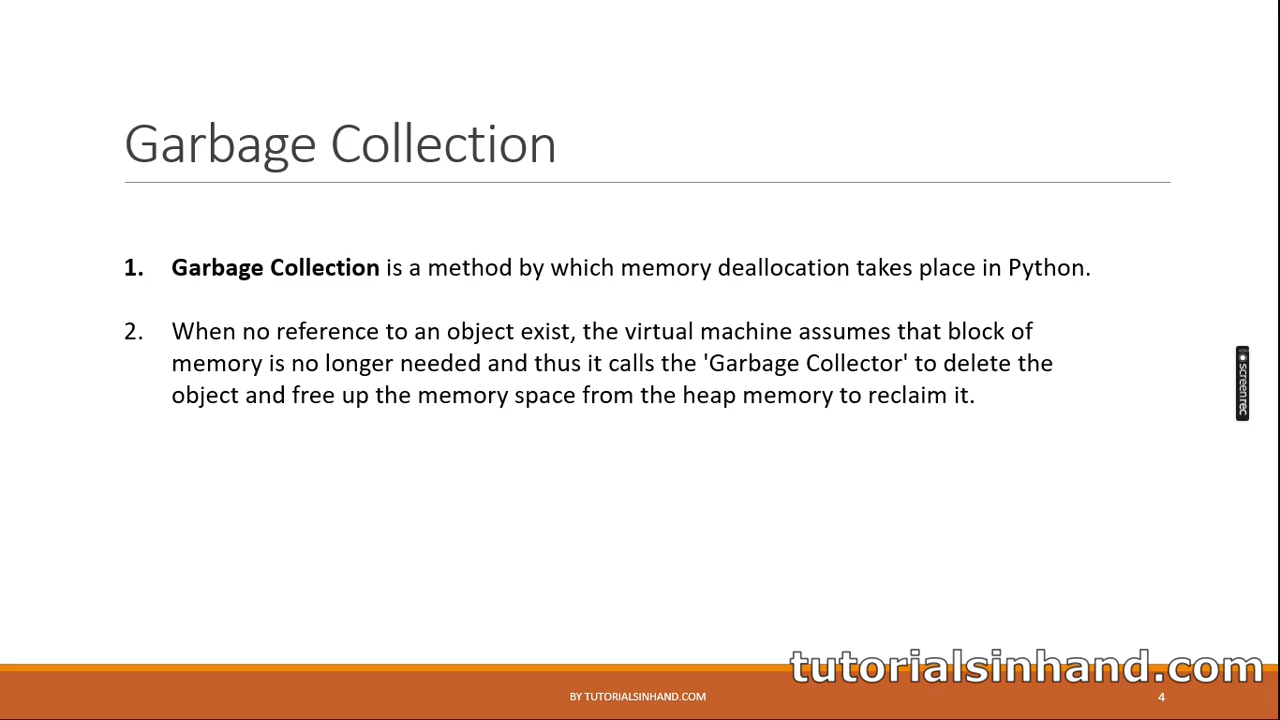 Garbage Collection
1. Garbage Collection is a method by which memory deallocation takes place in Python.
2. When no reference to an object exist, the virtual machine assumes that block of
memory is no longer needed and thus it calls the 'Garbage Collector' to delete the
object and free up the memory space from the heap memory to reclaim it.
screenrec
tutorialsinhand.com
BY TUTORIALSINHAND.COM
4